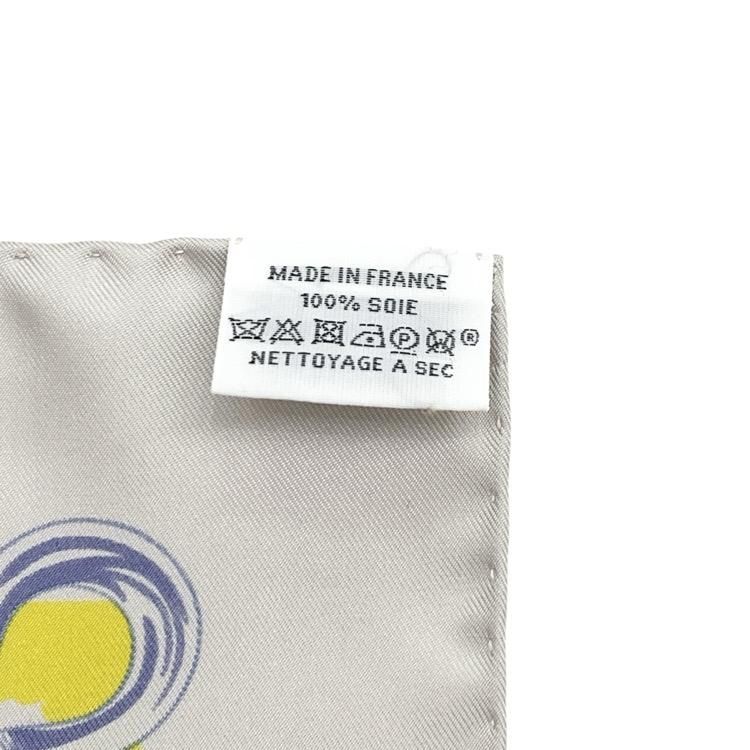 MADE IN FRANCE
100% SOIE
P W ®
NETTOYAGE A SEC